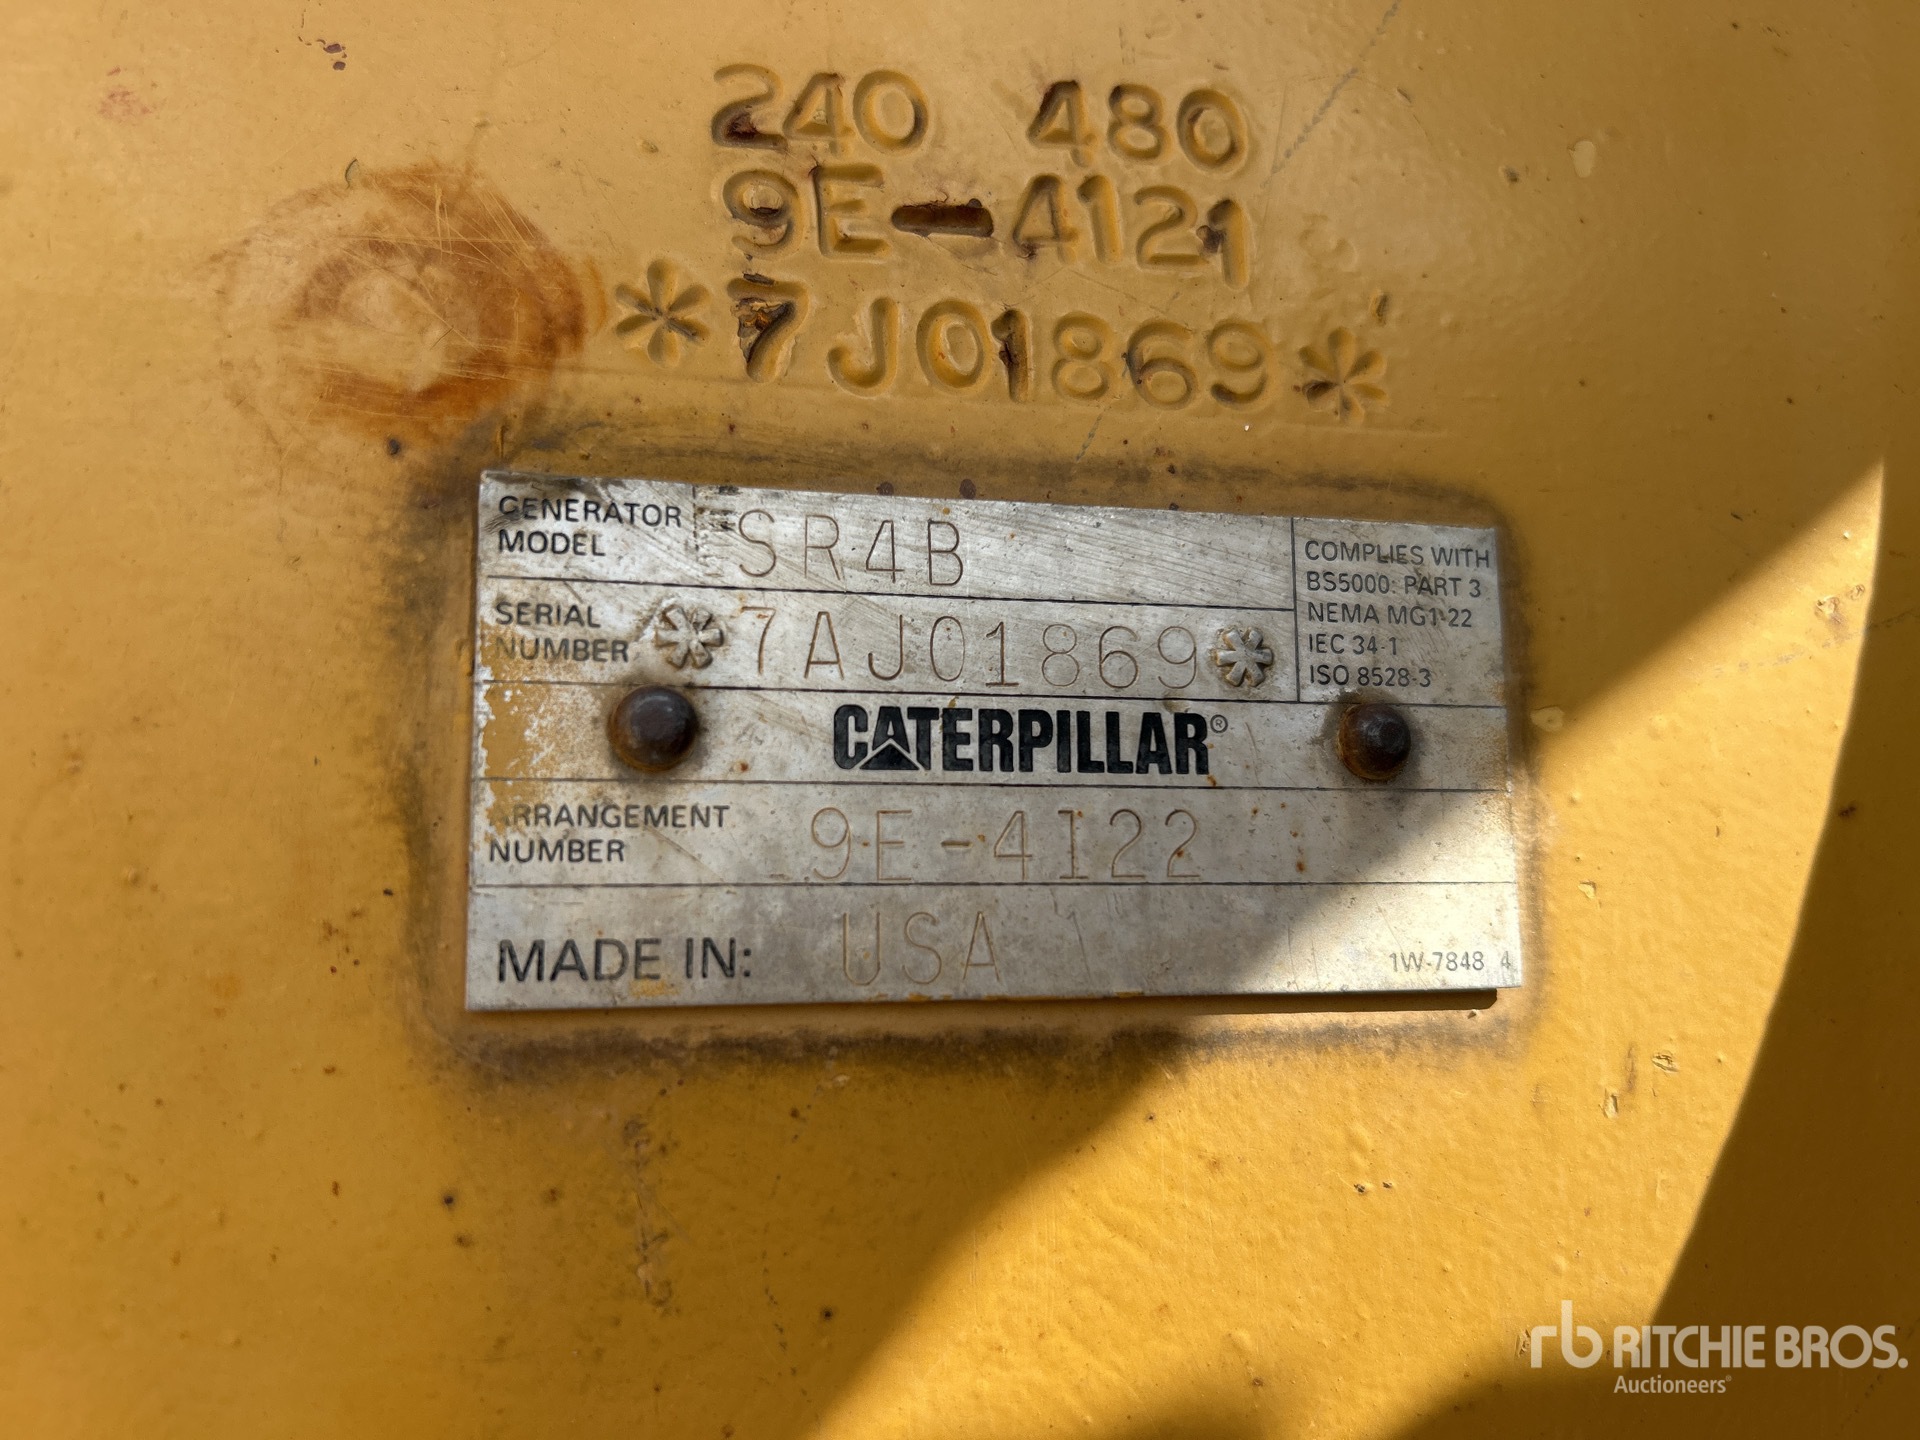 240 480
9E-4121
*7J01869*
GENERATOR MODEL SR4B
SERIAL NUMBER *7AJ01869*
COMPLIES WITH
BS5000: PART 3
NEMA MG1-22
IEC 34-1
ISO 8528-3
CATERPILLAR®
ARRANGEMENT NUMBER 9E-4122
MADE IN: USA
1W-7848 4
rb RITCHIE BROS.
Auctioneers®